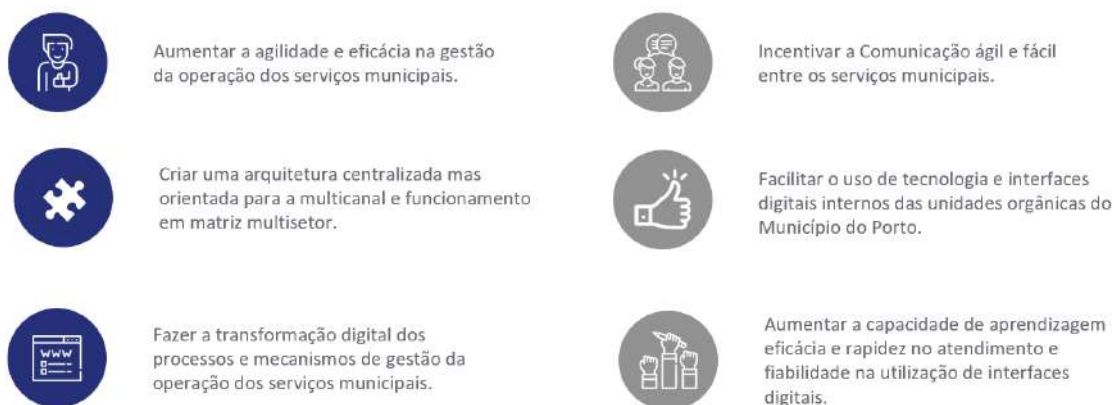 Aumentar a agilidade e eficácia na gestão
da operação dos serviços municipais.
Incentivar a Comunicação ágil e fácil
entre os serviços municipais.
Criar uma arquitetura centralizada mas
orientada para a multicanal e funcionamento
em matriz multisetor.
Facilitar o uso de tecnologia e interfaces
digitais internos das unidades orgânicas do
Município do Porto.
WWW
Fazer a transformação digital dos
processos e mecanismos de gestão da
operação dos serviços municipais.
Aumentar a capacidade de aprendizagem
eficácia e rapidez no atendimento e
fiabilidade na utilização de interfaces
digitais.